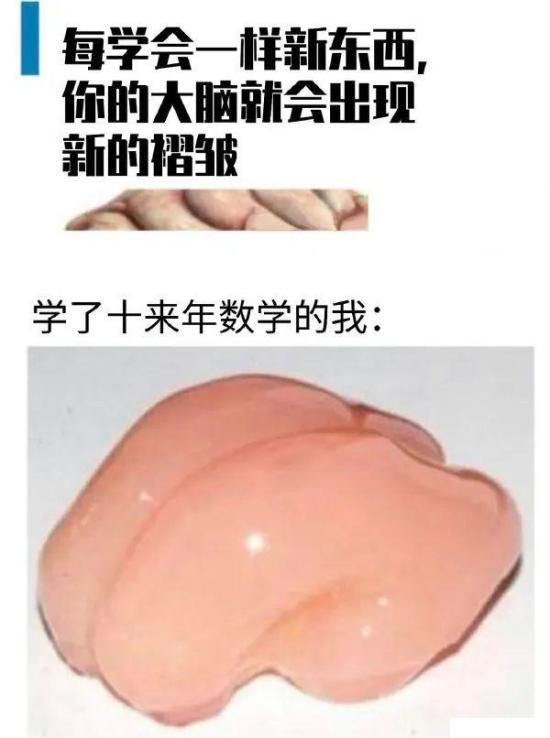 每学会一样新东西,
你的大脑就会出现
新的褶皱
学了十来年数学的我：